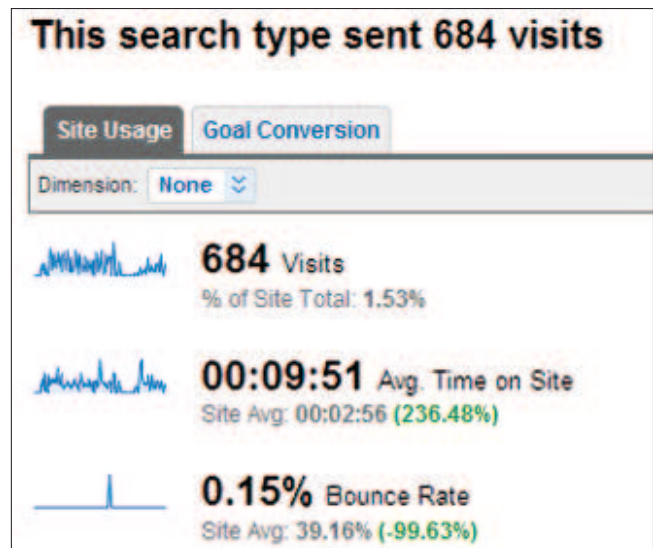 This search type sent 684 visits
Site Usage Goal Conversion
Dimension: None
684 Visits
% of Site Total: 1.53%
00:09:51 Avg. Time on Site
Site Avg: 00:02:56 (236.48%)
0.15% Bounce Rate
Site Avg: 39.16% (-99.63%)